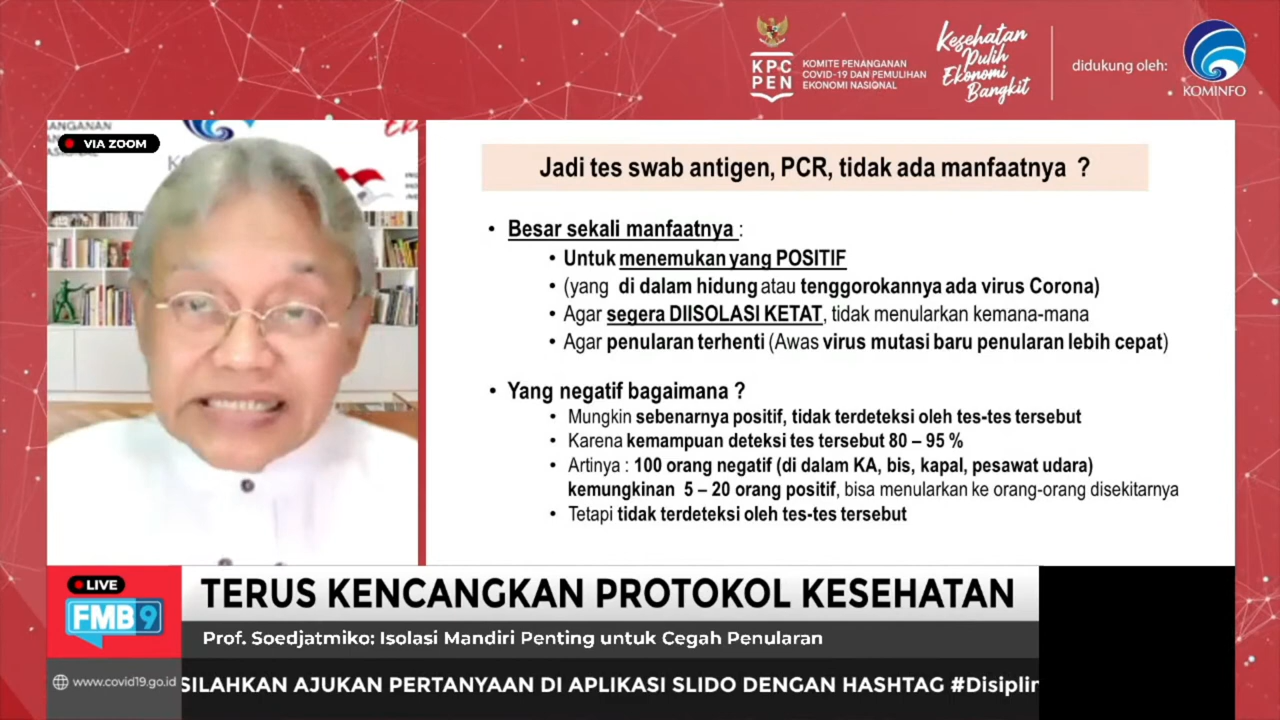 KPC
PEN
KOMITE PENANGANAN
COVID-19 DAN PEMULIHAN
EKONOMI NASIONAL
Kesehatan
Pulih
Ekonomi
Bangkit
didukung oleh:
KOMINFO
VIA ZOOM
Jadi tes swab antigen, PCR, tidak ada manfaatnya ?
• Besar sekali manfaatnya :
• Untuk menemukan yang POSITIF
• (yang di dalam hidung atau tenggorokannya ada virus Corona)
• Agar segera DIISOLASI KETAT, tidak menularkan kemana-mana
• Agar penularan terhenti (Awas virus mutasi baru penularan lebih cepat)
• Yang negatif bagaimana ?
• Mungkin sebenarnya positif, tidak terdeteksi oleh tes-tes tersebut
• Karena kemampuan deteksi tes tersebut 80 – 95 %
• Artinya : 100 orang negatif (di dalam KA, bis, kapal, pesawat udara)
kemungkinan 5 – 20 orang positif, bisa menularkan ke orang-orang disekitarnya
• Tetapi tidak terdeteksi oleh tes-tes tersebut
LIVE
FMB9
TERUS KENCANGKAN PROTOKOL KESEHATAN
Prof. Soedjatmiko: Isolasi Mandiri Penting untuk Cegah Penularan
www.covid19.go.id
SILAHKAN AJUKAN PERTANYAAN DI APLIKASI SLIDO DENGAN HASHTAG #Disiplin